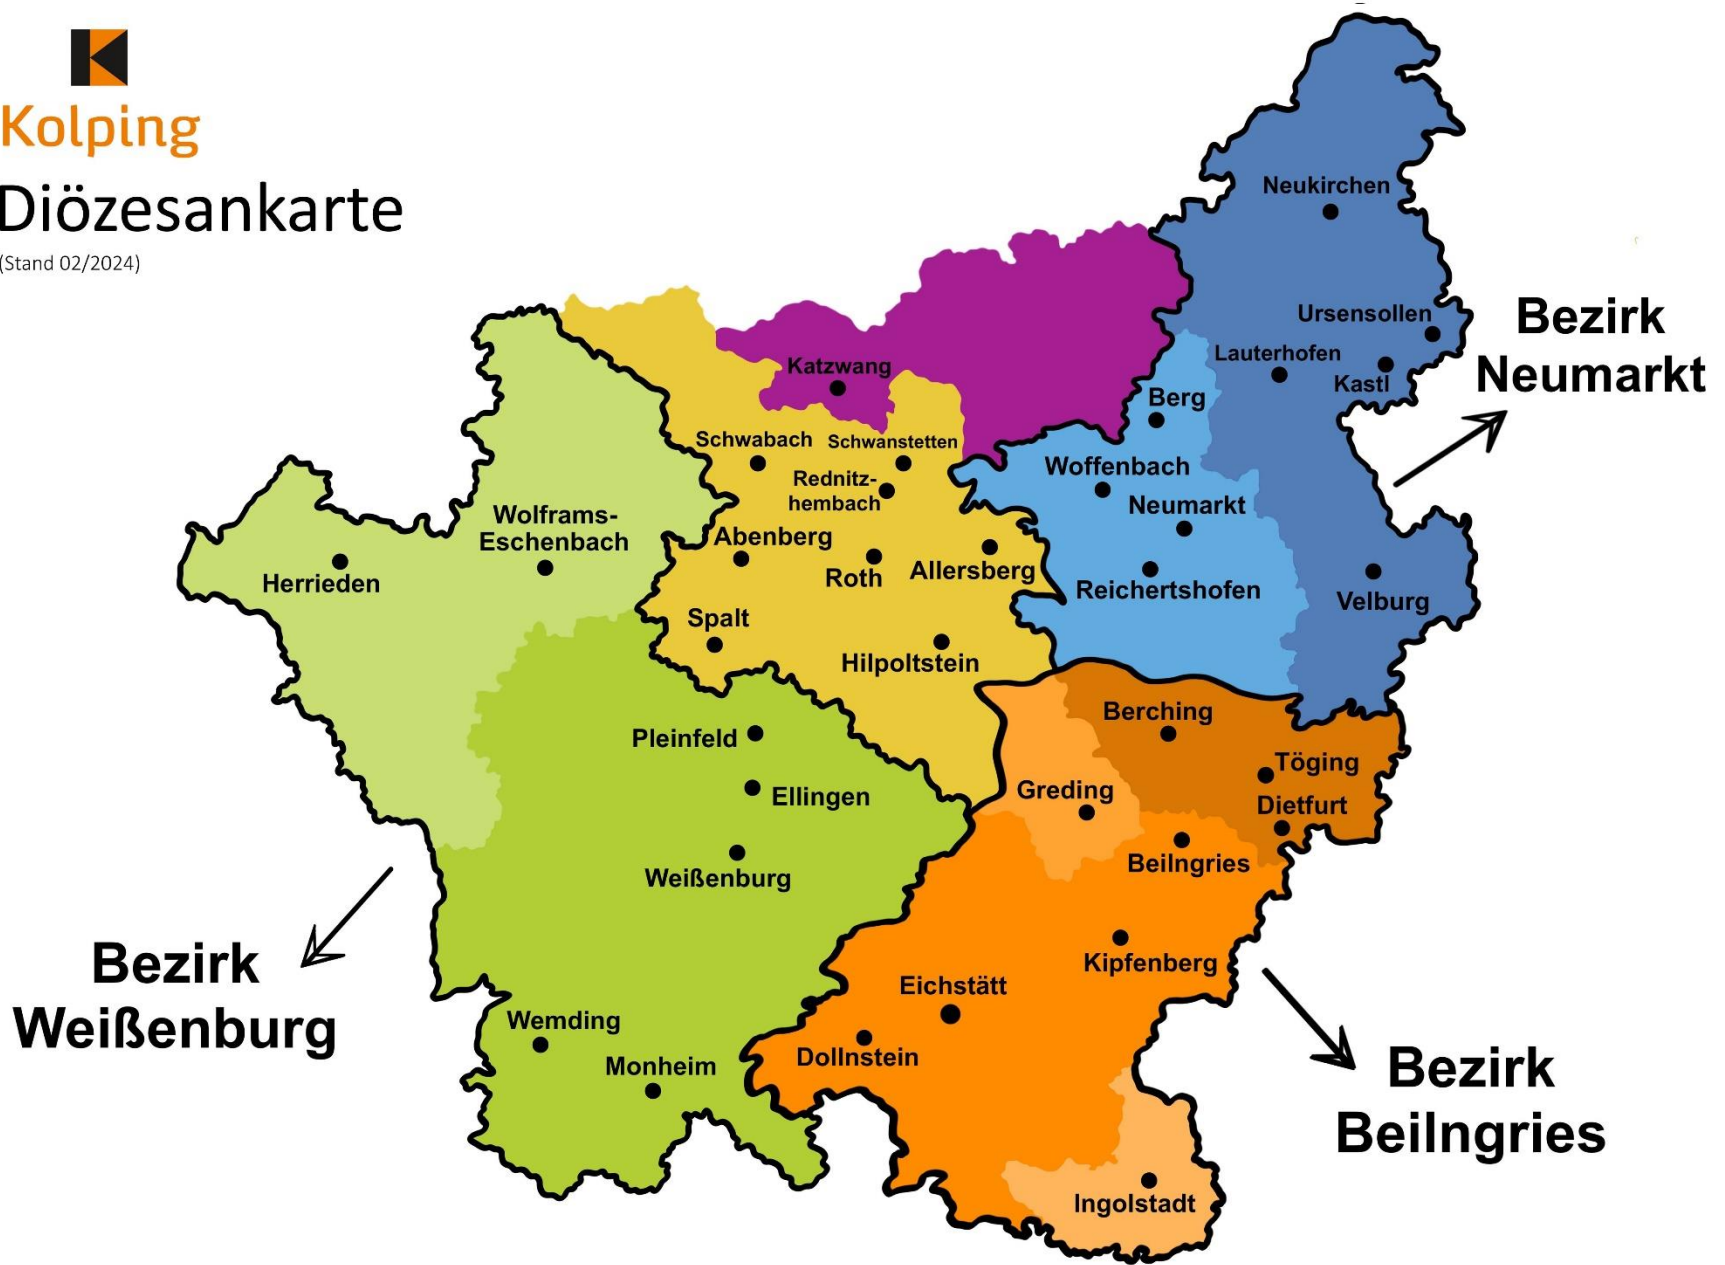 Kolping
Diözesankarte
(Stand 02/2024)
Neukirchen
Ursensollen
Lauterhofen
Kastl
Bezirk
Neumarkt
Katzwang
Berg
Schwabach
Schwanstetten
Rednitz-
hembach
Woffenbach
Neumarkt
Wolframs-
Eschenbach
Abenberg
Roth
Allersberg
Herrieden
Reichertshofen
Velburg
Spalt
Hilpoltstein
Pleinfeld
Berching
Töging
Ellingen
Greding
Dietfurt
Weißenburg
Beilngries
Bezirk
Weißenburg
Kipfenberg
Eichstätt
Wemding
Dollnstein
Monheim
Bezirk
Beilngries
Ingolstadt